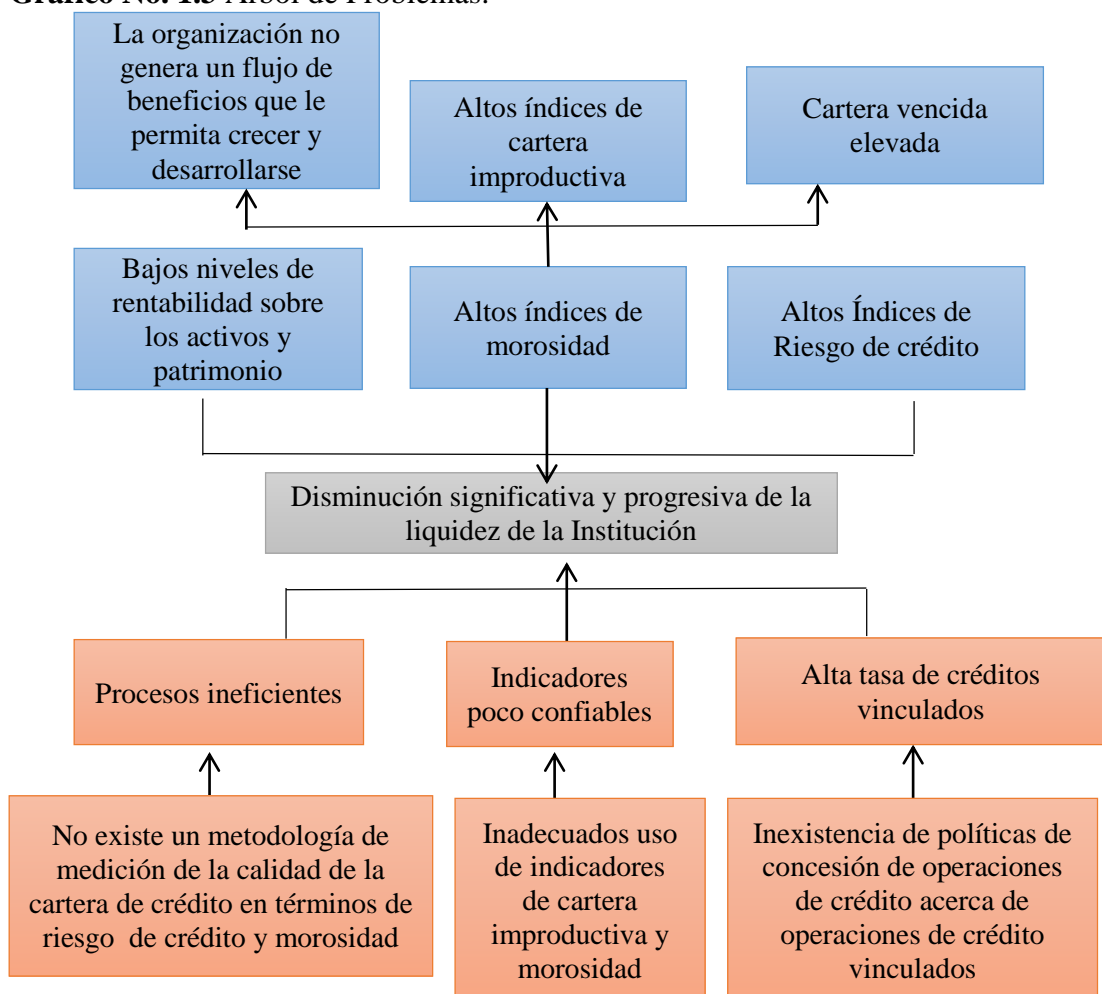 Gráfico No. 1.3 Árbol de Problemas.
La organización no
genera un flujo de
beneficios que le
permita crecer y
desarrollarse
Altos índices de
cartera
improductiva
Cartera vencida
elevada
Bajos niveles de
rentabilidad sobre
los activos y
patrimonio
Altos índices de
morosidad
Altos Índices de
Riesgo de crédito
Disminución significativa y progresiva de la
liquidez de la Institución
Procesos ineficientes
Indicadores
poco confiables
Alta tasa de créditos
vinculados
No existe un metodología de
medición de la calidad de la
cartera de crédito en términos de
riesgo de crédito y morosidad
Inadecuados uso
de indicadores
de cartera
improductiva y
morosidad
Inexistencia de políticas de
concesión de operaciones
de crédito acerca de
operaciones de crédito
vinculados